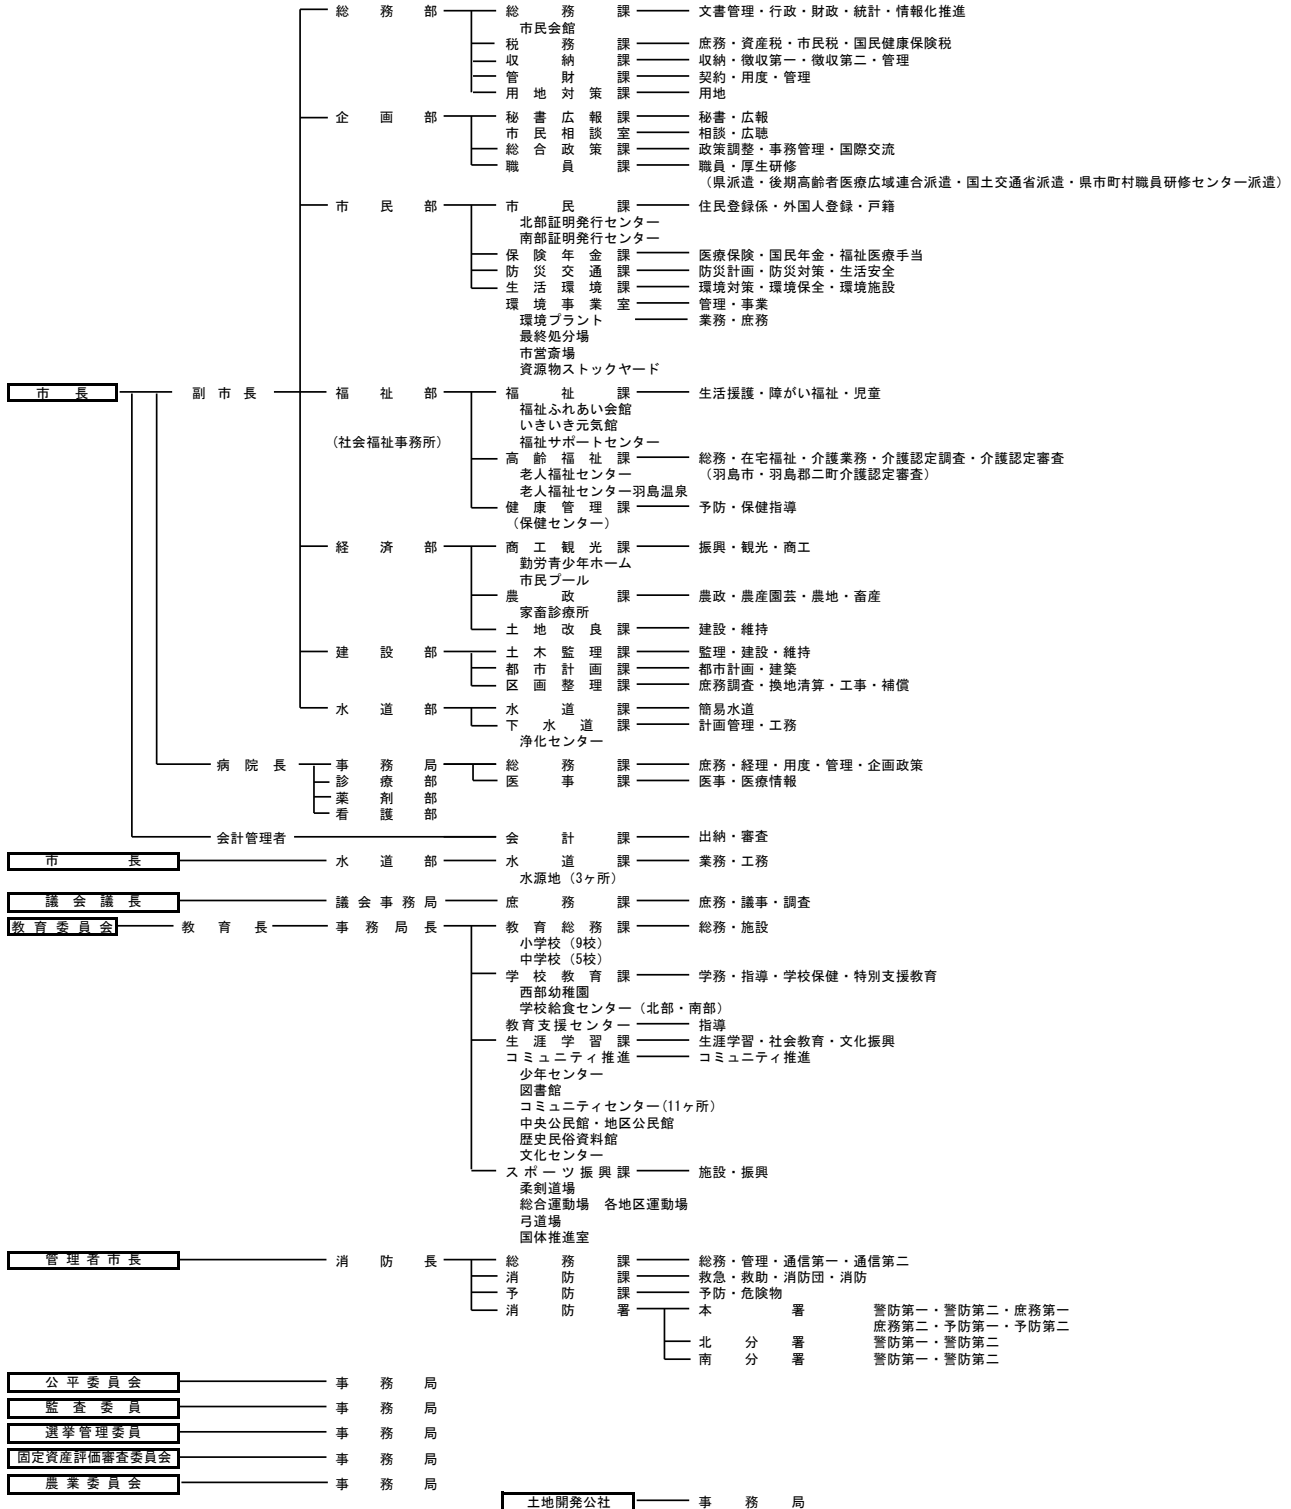 総務部 総務課 文書管理・行政・財政・統計・情報化推進
市民会館
税務課 庶務・資産税・市民税・国民健康保険税
収納課 収納・徴収第一・徴収第二・管理
管財課 契約・用度・管理
用地対策課 用地
企画部 秘書広報課 秘書・広報
市民相談室 相談・広聴
総合政策課 政策調整・事務管理・国際交流
職員課 職員・厚生研修
（県派遣・後期高齢者医療広域連合派遣・国土交通省派遣・県市町村職員研修センター派遣）
市民部 市民課 住民登録係・外国人登録・戸籍
北部証明発行センター
南部証明発行センター
保険年金課 医療保険・国民年金・福祉医療手当
防災交通課 防災計画・防災対策・生活安全
生活環境課 環境対策・環境保全・環境施設
環境事業室 管理・事業
環境プラント 業務・庶務
最終処分場
市営斎場
資源物ストックヤード
市長 副市長 福祉部 福祉課 生活援護・障がい福祉・児童
福祉ふれあい会館
いきいき元気館
（社会福祉事務所） 福祉サポートセンター
高齢福祉課 総務・在宅福祉・介護業務・介護認定調査・介護認定審査
老人福祉センター （羽島市・羽島郡二町介護認定審査）
老人福祉センター羽島温泉
健康管理課 予防・保健指導
（保健センター）
経済部 商工観光課 振興・観光・商工
勤労青少年ホーム
市民プール
農政課 農政・農産園芸・農地・畜産
家畜診療所
土地改良課 建設・維持
建設部 土木監理課 監理・建設・維持
都市計画課 都市計画・建築
区画整理課 庶務調査・換地清算・工事・補償
水道部 水道課 簡易水道
下水道課 計画管理・工務
浄化センター
病院長 事務局 総務課 庶務・経理・用度・管理・企画政策
診療部 医事課 医事・医療情報
薬剤部
看護部
会計管理者 会計課 出納・審査
市長 水道部 水道課 業務・工務
水源地（3ヶ所）
議会議長 議会事務局 庶務課 庶務・議事・調査
教育委員会 教育長 事務局長 教育総務課 総務・施設
小学校（9校）
中学校（5校）
学校教育課 学務・指導・学校保健・特別支援教育
西部幼稚園
学校給食センター（北部・南部）
教育支援センター 指導
生涯学習課 生涯学習・社会教育・文化振興
コミュニティ推進 コミュニティ推進
少年センター
図書館
コミュニティセンター(11ヶ所）
中央公民館・地区公民館
歴史民俗資料館
文化センター
スポーツ振興課 施設・振興
柔剣道場
総合運動場 各地区運動場
弓道場
国体推進室
管理者市長 消防長 総務課 総務・管理・通信第一・通信第二
消防課 救急・救助・消防団・消防
予防課 予防・危険物
消防署 本署 警防第一・警防第二・庶務第一
庶務第二・予防第一・予防第二
北分署 警防第一・警防第二
南分署 警防第一・警防第二
公平委員会 事務局
監査委員 事務局
選挙管理委員 事務局
固定資産評価審査委員会 事務局
農業委員会 事務局
土地開発公社 事務局